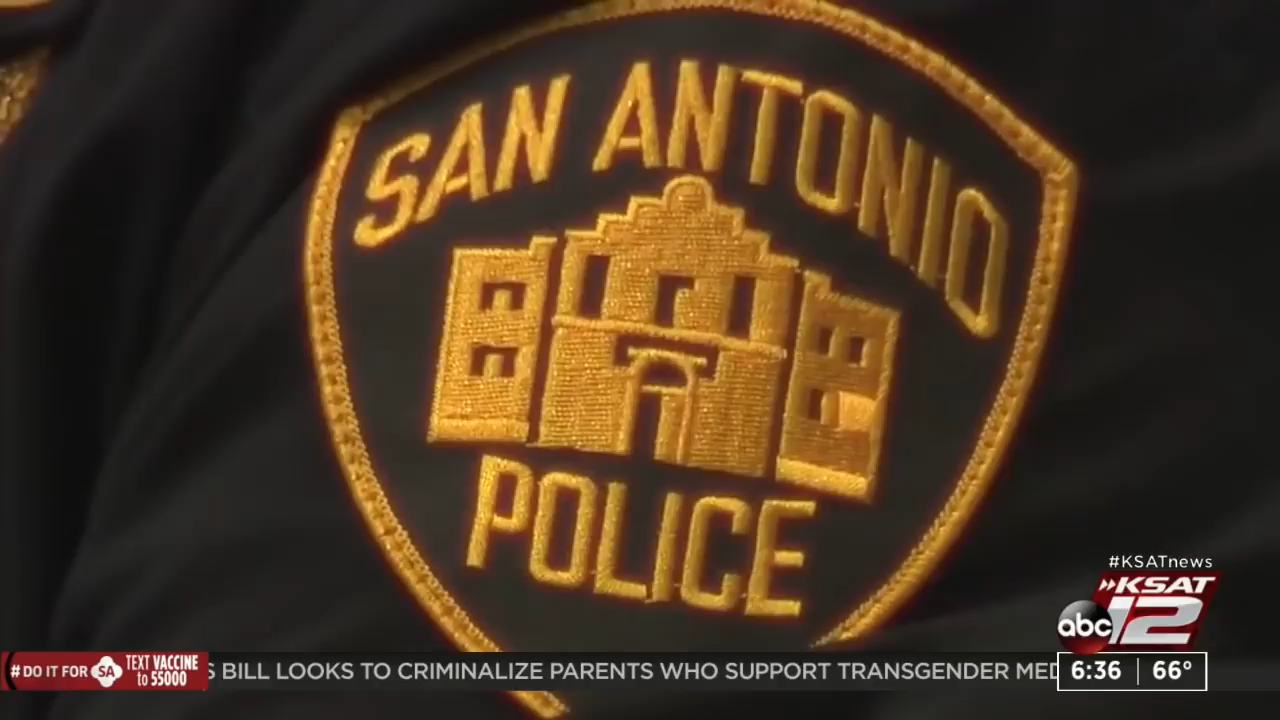 SAN ANTONIO
POLICE
#KSATnews
KSAT
abc 12
#DO IT FOR SA TEXT VACCINE to 55000
S BILL LOOKS TO CRIMINALIZE PARENTS WHO SUPPORT TRANSGENDER MED
6:36 66°